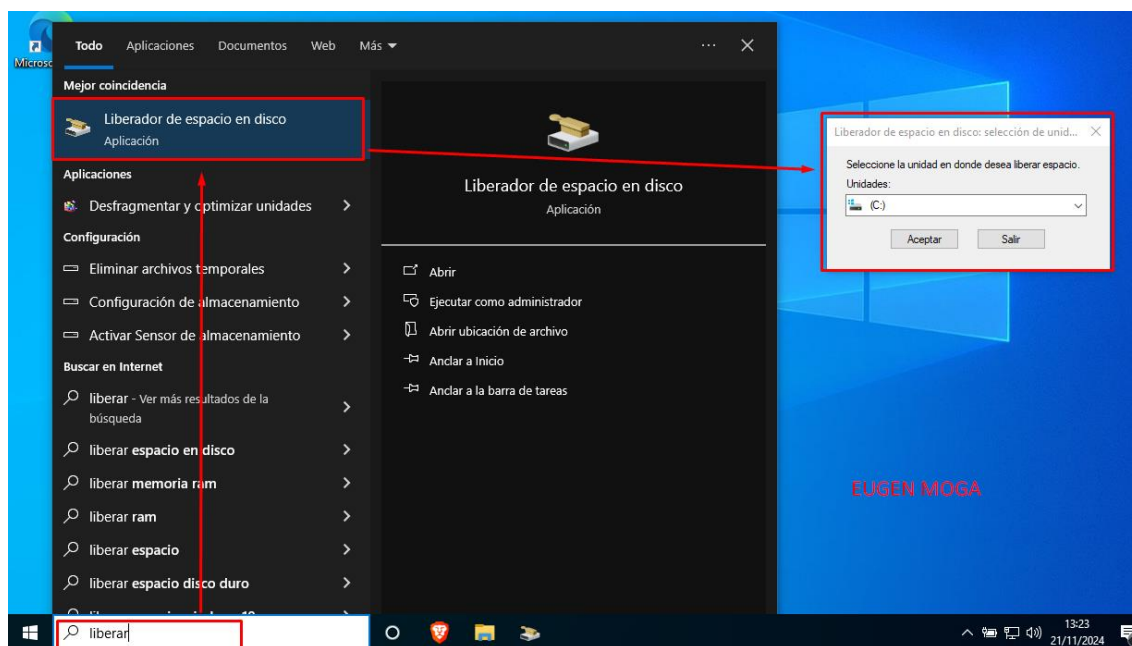 Microso
Todo Aplicaciones Documentos Web Más
Mejor coincidencia
Liberador de espacio en disco
Aplicación
Aplicaciones
Desfragmentar y optimizar unidades
Configuración
Eliminar archivos temporales
Configuración de almacenamiento
Activar Sensor de almacenamiento
Buscar en Internet
liberar - Ver más resultados de la
búsqueda
liberar espacio en disco
liberar memoria ram
liberar ram
liberar espacio
liberar espacio disco duro
liberar
Liberador de espacio en disco
Aplicación
Abrir
Ejecutar como administrador
Abrir ubicación de archivo
Anclar a Inicio
Anclar a la barra de tareas
Liberador de espacio en disco: selección de unid...
Seleccione la unidad en donde desea liberar espacio.
Unidades:
(C:)
Aceptar Salir
EUGEN MOGA
13:23
21/11/2024